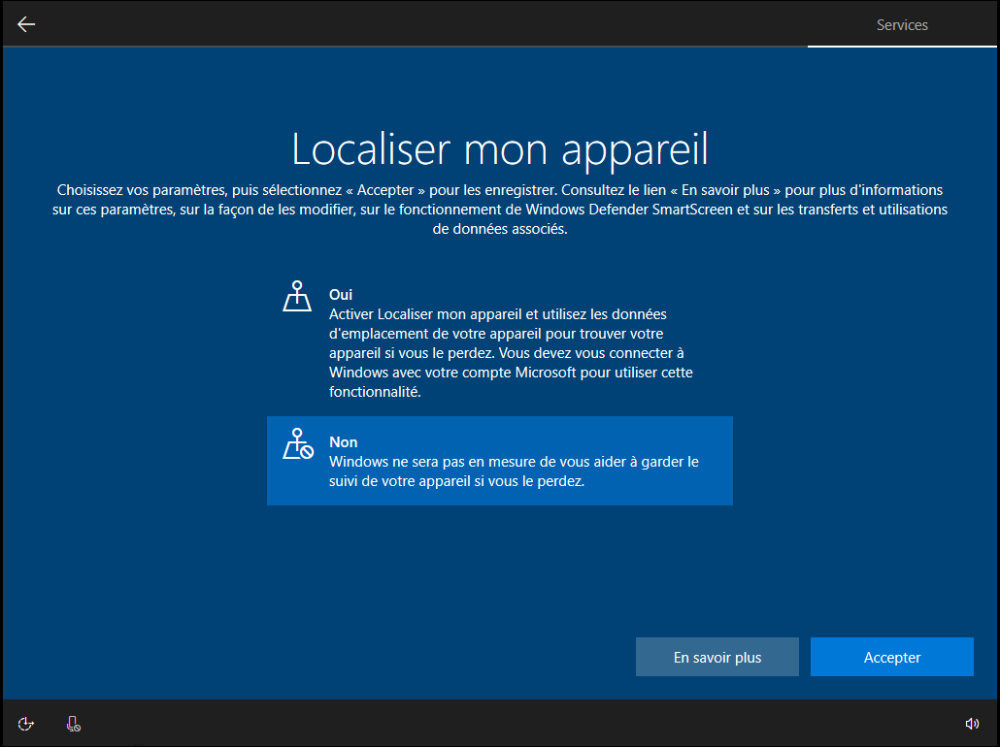 Services
Localiser mon appareil
Choisissez vos paramètres, puis sélectionnez « Accepter » pour les enregistrer. Consultez le lien « En savoir plus » pour plus d'informations
sur ces paramètres, sur la façon de les modifier, sur le fonctionnement de Windows Defender SmartScreen et sur les transferts et utilisations
de données associés.
Oui
Activer Localiser mon appareil et utilisez les données
d'emplacement de votre appareil pour trouver votre
appareil si vous le perdez. Vous devez vous connecter à
Windows avec votre compte Microsoft pour utiliser cette
fonctionnalité.
Non
Windows ne sera pas en mesure de vous aider à garder le
suivi de votre appareil si vous le perdez.
En savoir plus
Accepter